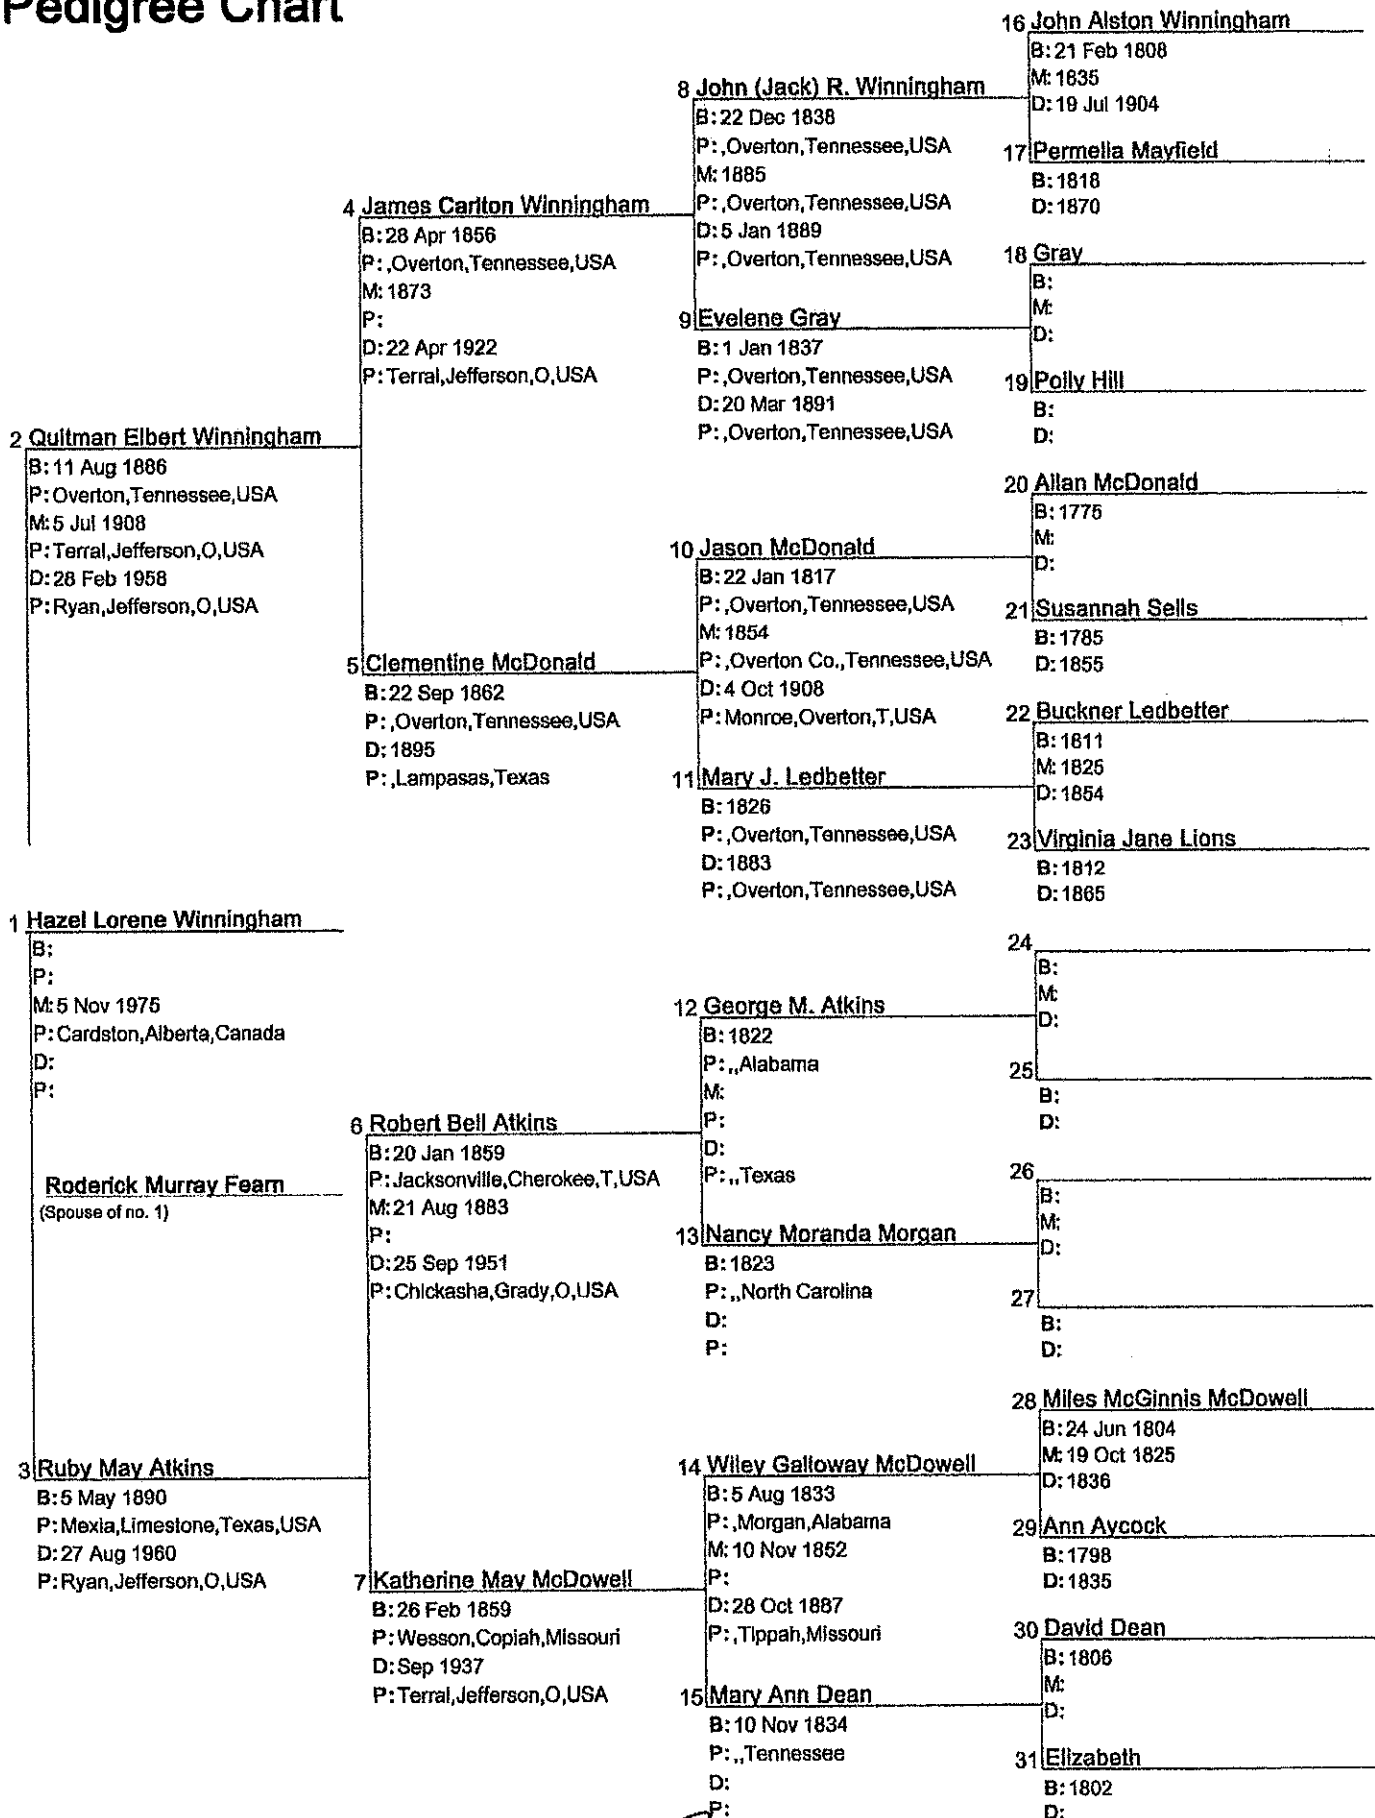 Pedigree Chart
16 John Alston Winningham
B: 21 Feb 1808
M: 1835
D: 19 Jul 1904
8 John (Jack) R. Winningham
B: 22 Dec 1838
P: ,Overton,Tennessee,USA
M: 1885
P: ,Overton,Tennessee,USA
D: 5 Jan 1889
P: ,Overton,Tennessee,USA
17 Permelia Mayfield
B: 1818
D: 1870
4 James Carlton Winningham
B: 28 Apr 1856
P: ,Overton,Tennessee,USA
M: 1873
P:
D: 22 Apr 1922
P: Terral,Jefferson,O,USA
18 Gray
B:
M:
D:
9 Evelene Gray
B: 1 Jan 1837
P: ,Overton,Tennessee,USA
D: 20 Mar 1891
P: ,Overton,Tennessee,USA
19 Polly Hill
B:
D:
2 Quitman Elbert Winningham
B: 11 Aug 1886
P: Overton,Tennessee,USA
M: 5 Jul 1908
P: Terral,Jefferson,O,USA
D: 28 Feb 1958
P: Ryan,Jefferson,O,USA
20 Allan McDonald
B: 1775
M:
D:
10 Jason McDonald
B: 22 Jan 1817
P: ,Overton,Tennessee,USA
M: 1854
P: ,Overton Co.,Tennessee,USA
D: 4 Oct 1908
P: Monroe,Overton,T,USA
21 Susannah Sells
B: 1785
D: 1855
5 Clementine McDonald
B: 22 Sep 1862
P: ,Overton,Tennessee,USA
D: 1895
P: ,Lampasas,Texas
22 Buckner Ledbetter
B: 1811
M: 1825
D: 1854
11 Mary J. Ledbetter
B: 1826
P: ,Overton,Tennessee,USA
D: 1883
P: ,Overton,Tennessee,USA
23 Virginia Jane Lions
B: 1812
D: 1865
1 Hazel Lorene Winningham
B:
P:
M: 5 Nov 1975
P: Cardston,Alberta,Canada
D:
P:
24
B:
M:
D:
12 George M. Atkins
B: 1822
P: ,,Alabama
M:
P:
D:
P: ,,Texas
25
B:
D:
6 Robert Bell Atkins
B: 20 Jan 1859
P: Jacksonville,Cherokee,T,USA
M: 21 Aug 1883
P:
D: 25 Sep 1951
P: Chickasha,Grady,O,USA
Roderick Murray Fearn
(Spouse of no. 1)
26
B:
M:
D:
13 Nancy Moranda Morgan
B: 1823
P: ,,North Carolina
D:
P:
27
B:
D:
28 Miles McGinnis McDowell
B: 24 Jun 1804
M: 19 Oct 1825
D: 1836
3 Ruby May Atkins
B: 5 May 1890
P: Mexia,Limestone,Texas,USA
D: 27 Aug 1960
P: Ryan,Jefferson,O,USA
14 Wiley Galloway McDowell
B: 5 Aug 1833
P: ,Morgan,Alabama
M: 10 Nov 1852
P:
D: 28 Oct 1887
P: ,Tippah,Missouri
29 Ann Aycock
B: 1798
D: 1835
7 Katherine May McDowell
B: 26 Feb 1859
P: Wesson,Copiah,Missouri
D: Sep 1937
P: Terral,Jefferson,O,USA
30 David Dean
B: 1806
M:
D:
15 Mary Ann Dean
B: 10 Nov 1834
P: ,,Tennessee
D:
P:
31 Elizabeth
B: 1802
D: